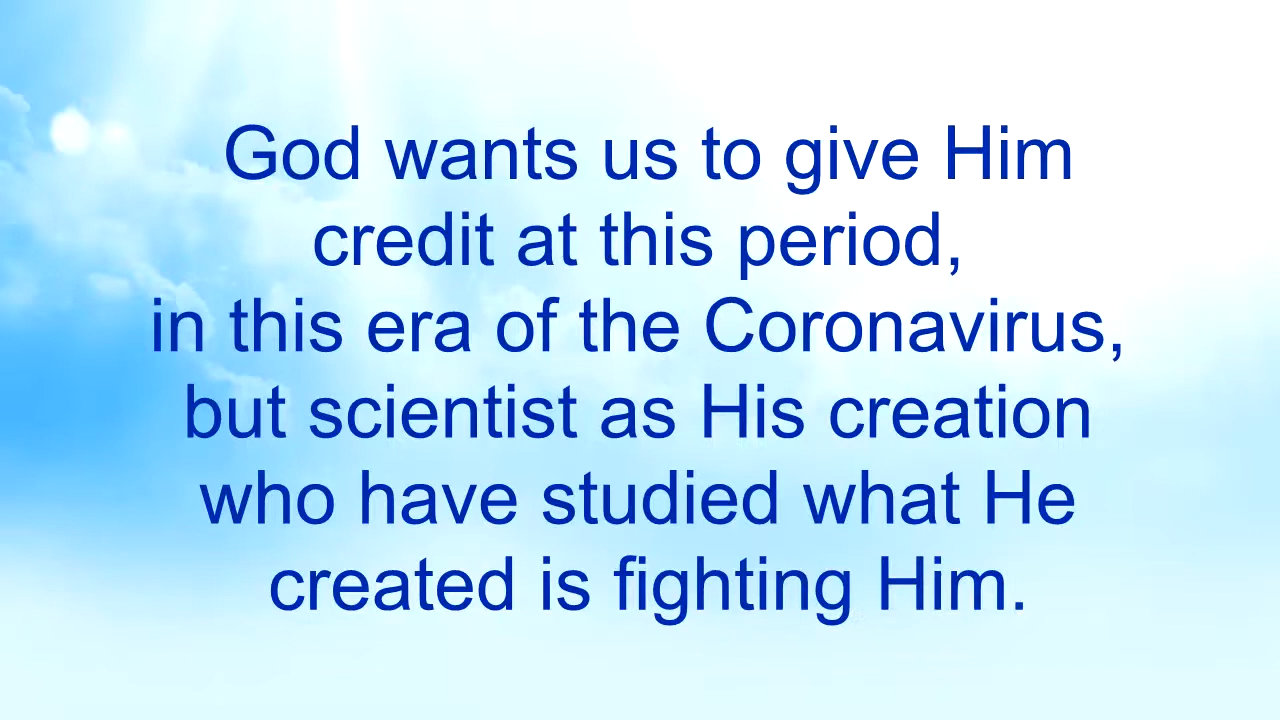 God wants us to give Him
credit at this period,
in this era of the Coronavirus,
but scientist as His creation
who have studied what He
created is fighting Him.